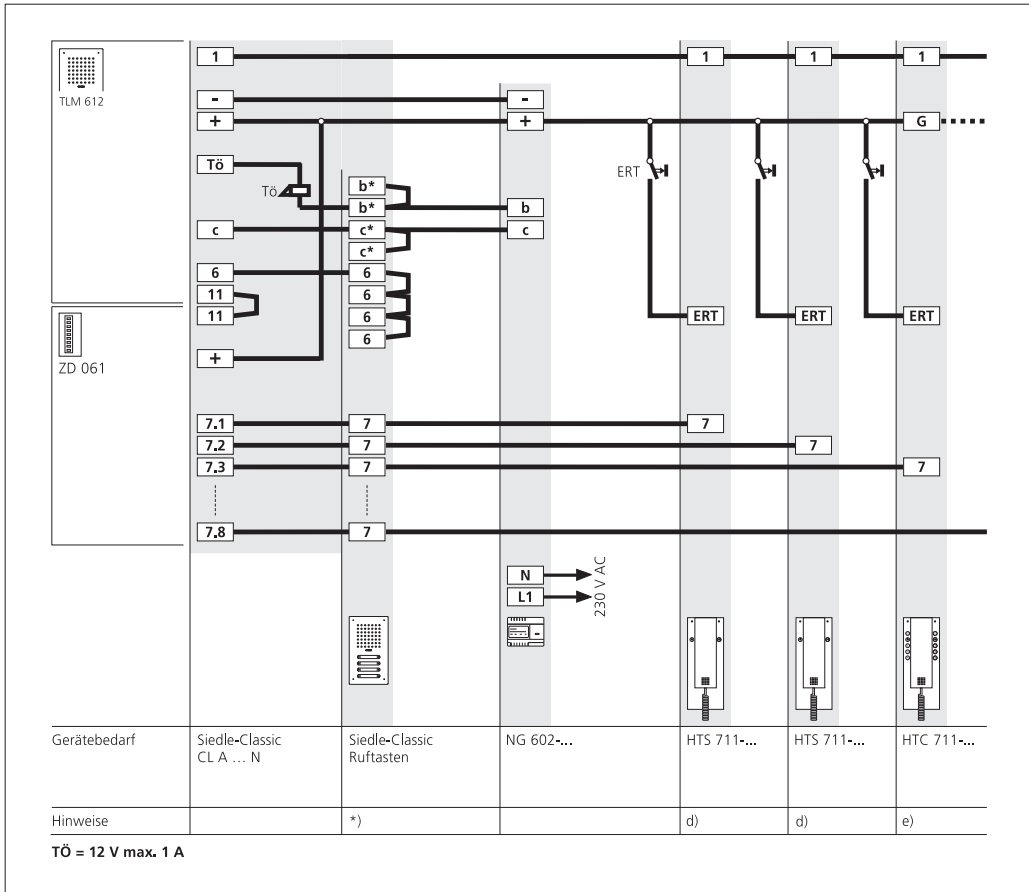 1 1 1 1
TLM 612
- -
+ + G
Tö
Tö
ERT
b*
b* b
c c* c
c*
6 6
11 6
11 6 ERT ERT ERT
6
+
ZD 061
7.1 7 7
7.2 7 7
7.3 7 7
7.8 7
N
L1
230 V AC
Gerätebedarf Siedle-Classic Siedle-Classic NG 602-... HTS 711-... HTS 711-... HTC 711-...
CL A ... N Ruftasten
Hinweise *) d) d) e)
TÖ = 12 V max. 1 A